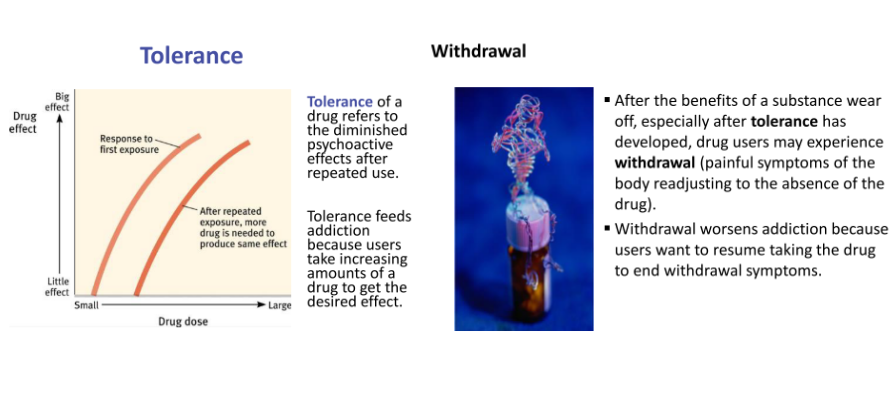 Tolerance
Big
effect
Drug
effect
Response to
first exposure
After repeated
exposure, more
drug is needed to
produce same effect
Little
effect
Small
Large
Drug dose
Tolerance of a
drug refers to
the diminished
psychoactive
effects after
repeated use.
Tolerance feeds
addiction
because users
take increasing
amounts of a
drug to get the
desired effect.
Withdrawal
▪ After the benefits of a substance wear
off, especially after tolerance has
developed, drug users may experience
withdrawal (painful symptoms of the
body readjusting to the absence of the
drug).
▪ Withdrawal worsens addiction because
users want to resume taking the drug
to end withdrawal symptoms.